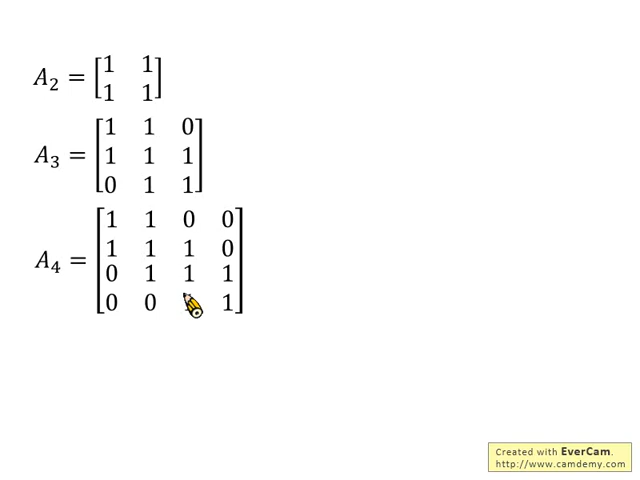 A₂ = [1 1
1 1]
A₃ = [1 1 0
1 1 1
0 1 1]
A₄ = [1 1 0 0
1 1 1 0
0 1 1 1
0 0 1]
Created with EverCam.
http://www.camdemy.com